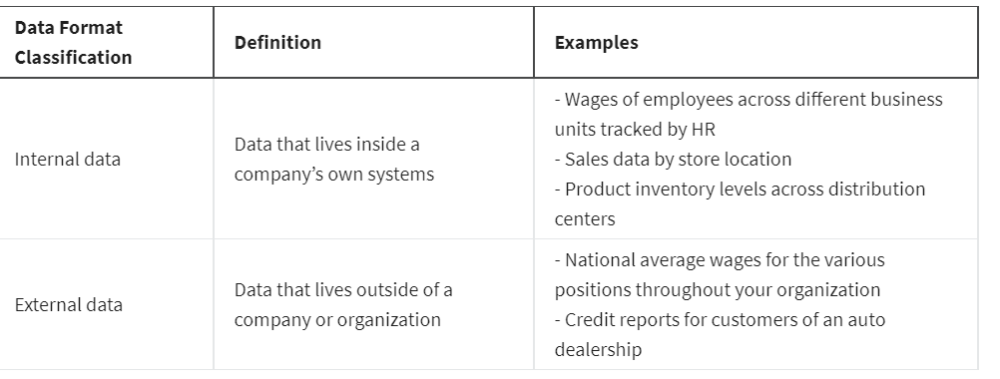 Data Format
Classification
Definition
Examples
Internal data
Data that lives inside a
company’s own systems
- Wages of employees across different business
units tracked by HR
- Sales data by store location
- Product inventory levels across distribution
centers
External data
Data that lives outside of a
company or organization
- National average wages for the various
positions throughout your organization
- Credit reports for customers of an auto
dealership